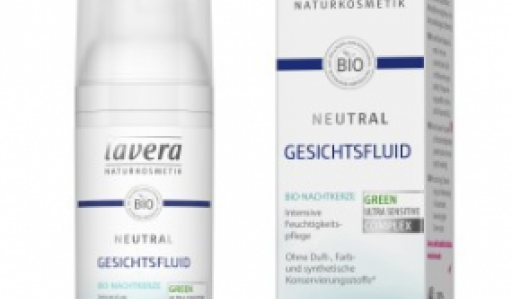 lavera
NATURKOSMETIK
BIO
NEUTRAL
GESICHTSFLUID
BIO-NACHTKERZE
GREEN
NATURKOSMETIK
BIO
NEUTRAL
GESICHTSFLUID
BIO-NACHTKERZE
Intensive
Feuchtigkeits-
pflege
GREEN
ULTRA SENSITIVE
COMPLEX
Ohne Duft-, Farb-
und synthetische
Konservierungsstoffe*